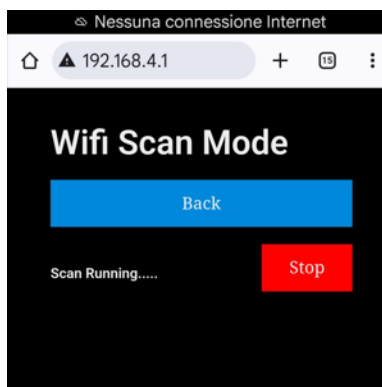 Nessuna connessione Internet
192.168.4.1
15
Wifi Scan Mode
Back
Scan Running.....
Stop